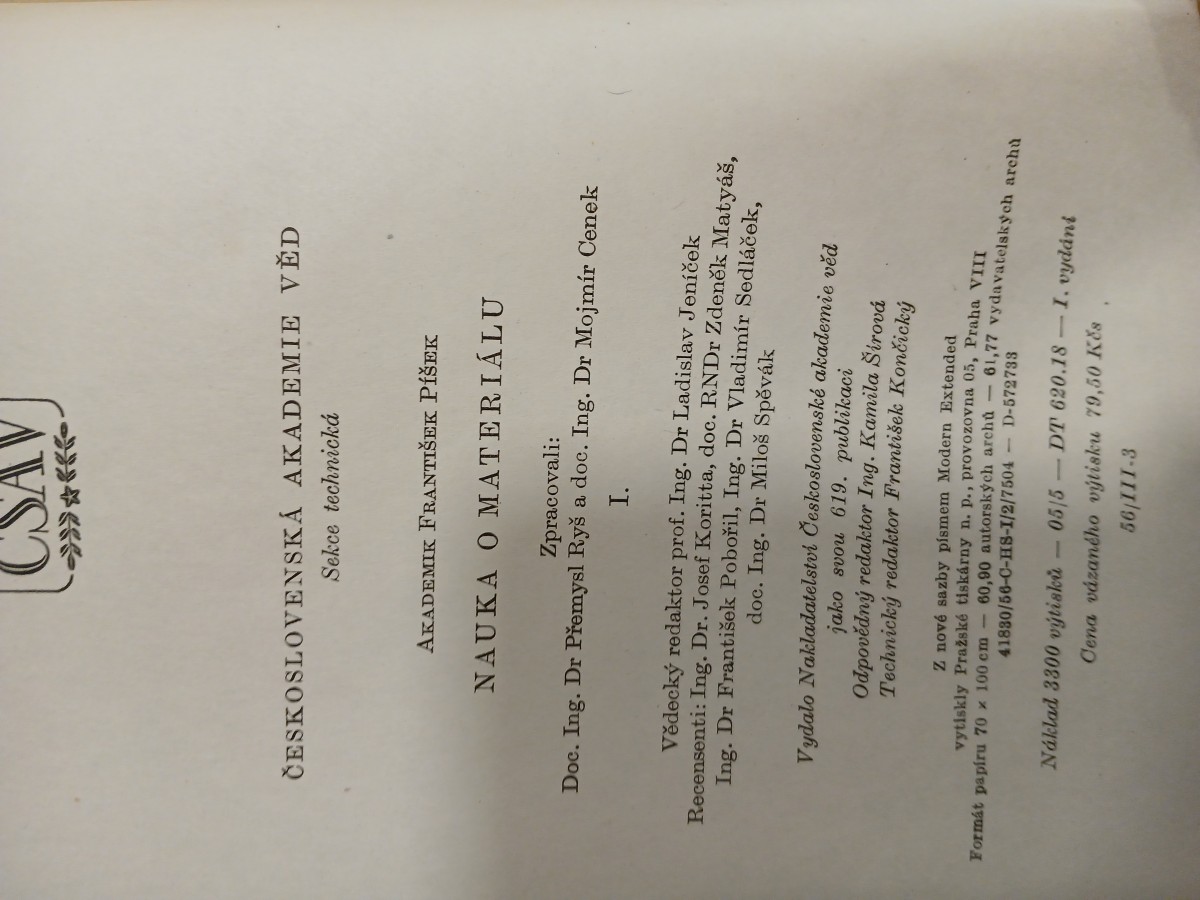 ČSAV
ČESKOSLOVENSKÁ AKADEMIE VĚD
Sekce technická
AKADEMIK FRANTIŠEK PÍŠEK
NAUKA O MATERIÁLU
Zpracovali:
Doc. Ing. Dr Přemysl Ryš a doc. Ing. Dr Mojmír Cenek
I.
Vědecký redaktor prof. Ing. Dr Ladislav Jeníček
Recensenti: Ing. Dr. Josef Koritta, doc. RNDr Zdeněk Matyáš,
Ing. Dr František Pobořil, Ing. Dr Vladimír Sedláček,
doc. Ing. Dr Miloš Spěvák
Vydalo Nakladatelství Československé akademie věd
jako svou 619. publikaci
Odpovědný redaktor Ing. Kamila Šírová
Technický redaktor František Končický
Z nové sazby písmem Modern Extended
vytiskly Pražské tiskárny n. p., provozovna 05, Praha VIII
Formát papíru 70 × 100 cm — 60,90 autorských archů — 61,77 vydavatelských archů
41830/56-C-HS-I/2/7504 — D-572733
Náklad 3300 výtisků — 05/5 — DT 620.18 — I. vydání
Cena vázaného výtisku 79,50 Kčs
56/III-3